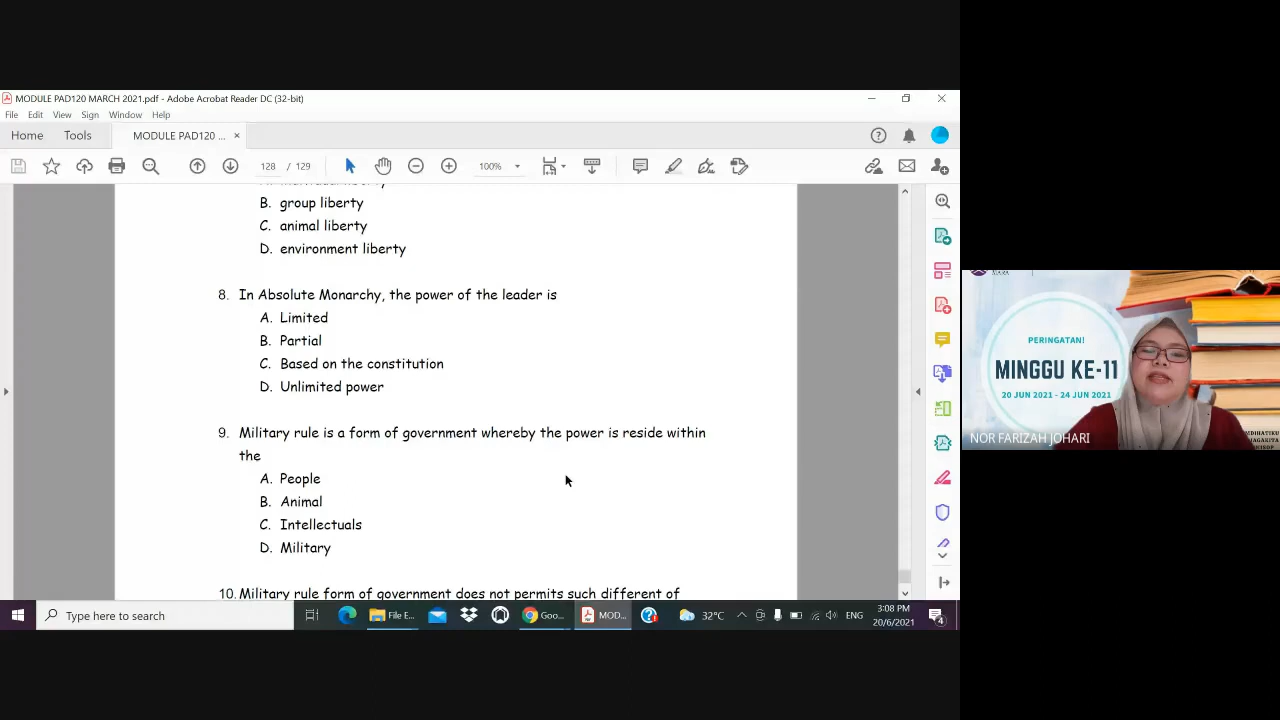 MODULE PAD120 MARCH 2021.pdf - Adobe Acrobat Reader DC (32-bit)
File Edit View Sign Window Help
Home Tools MODULE PAD120 ... ×
128 / 129 100%
B. group liberty
C. animal liberty
D. environment liberty
8. In Absolute Monarchy, the power of the leader is
A. Limited
B. Partial
C. Based on the constitution
D. Unlimited power
9. Military rule is a form of government whereby the power is reside within
the
A. People
B. Animal
C. Intellectuals
D. Military
10. Military rule form of government does not permits such different of
Type here to search
File E...
Goo...
MOD...
32°C
ENG
3:08 PM
20/6/2021
4
PERINGATAN!
MINGGU KE-11
20 JUN 2021 - 24 JUN 2021
NOR FARIZAH JOHARI